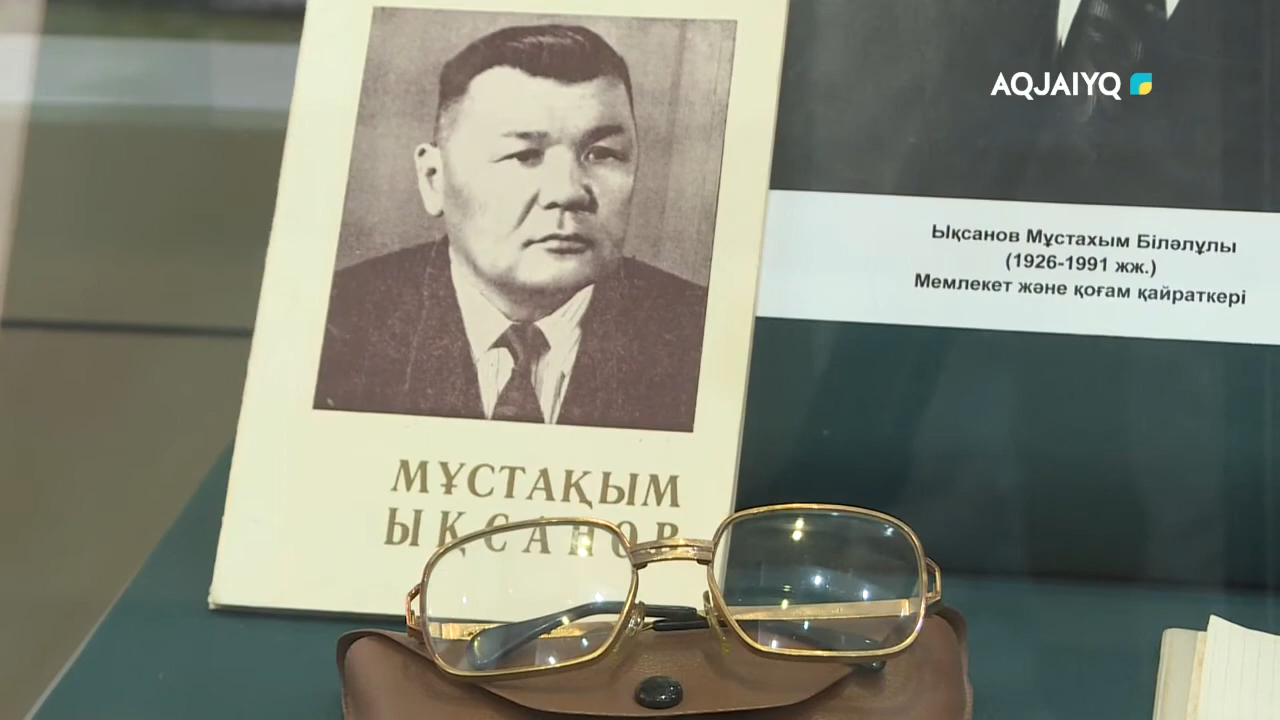 AQJAIYQ
Ықсанов Мұстахым Біләлұлы
(1926-1991 жж.)
Мемлекет және қоғам қайраткері
МҰСТАҚЫМ
ЫҚСАНОВ